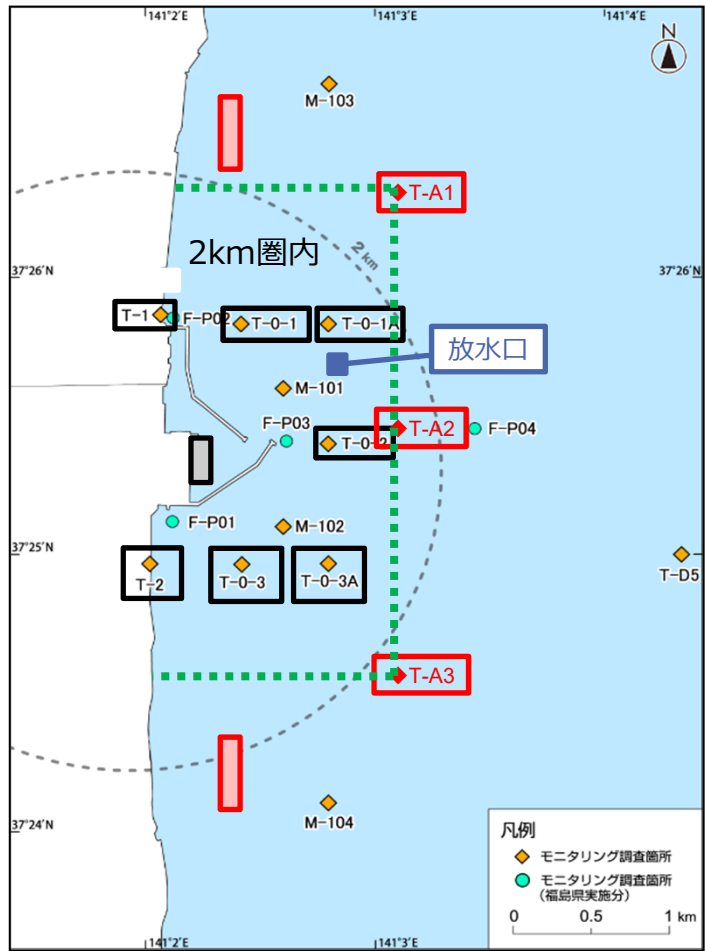 141°2′E
141°3′E
141°4′E
N
M-103
T-A1
2km圏内
2 km
37°26′N
37°26′N
T-1
F-P02
T-0-1
T-0-1A
放水口
M-101
F-P03
T-0-2
T-A2
F-P04
F-P01
M-102
37°25′N
T-2
T-0-3
T-0-3A
T-D5
T-A3
37°24′N
M-104
凡例
モニタリング調査箇所
モニタリング調査箇所
(福島県実施分)
0 0.5 1 km
141°2′E
141°3′E